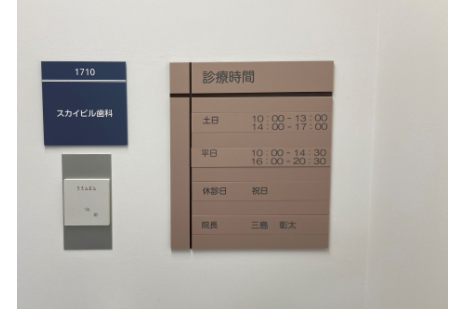 1710
スカイビル歯科
診療時間
土日 10:00-13:00
14:00-17:00
平日 10:00-14:30
16:00-20:30
休診日 祝日
院長 三島 彰太